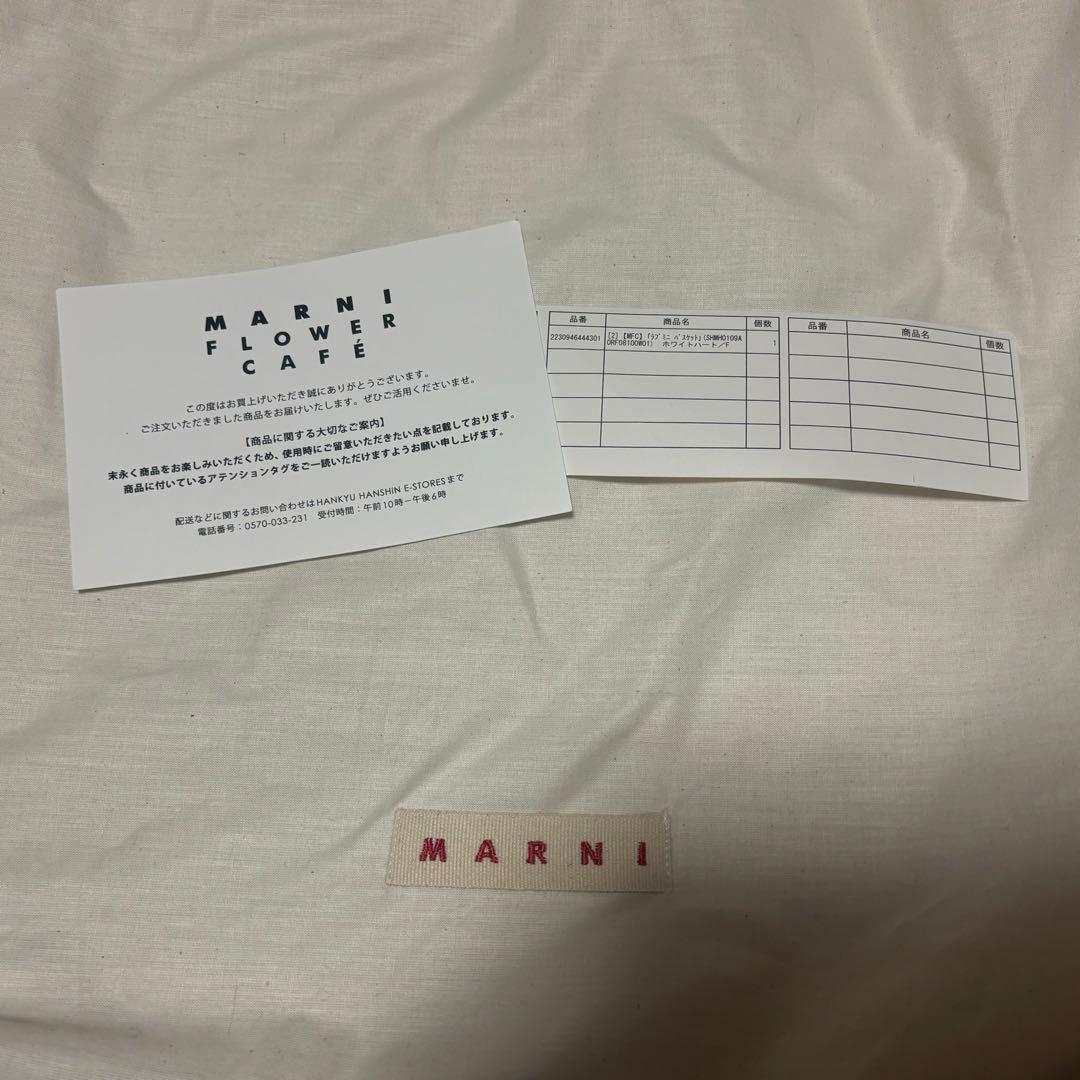 MARNI
FLOWER
CAFÉ
この度はお買上げいただき誠にありがとうございます。
ご注文いただきました商品をお届けいたします。ぜひご活用くださいませ。
【商品に関する大切なご案内】
末永く商品をお楽しみいただくため、使用時にご留意いただきたい点を記載しております。
商品に付いているアテンションタグをご一読いただけますようお願い申し上げます。
配送などに関するお問い合わせはHANKYU HANSHIN E-STORESまで
電話番号：0570-033-231 受付時間：午前10時－午後6時
品番 商品名 個数
2230946444301 [2]【MFC】「ラブ ミニ バスケット」(SHMH0109A
0RF08100W01) ホワイトハート／F 1
品番 商品名 個数
MARNI